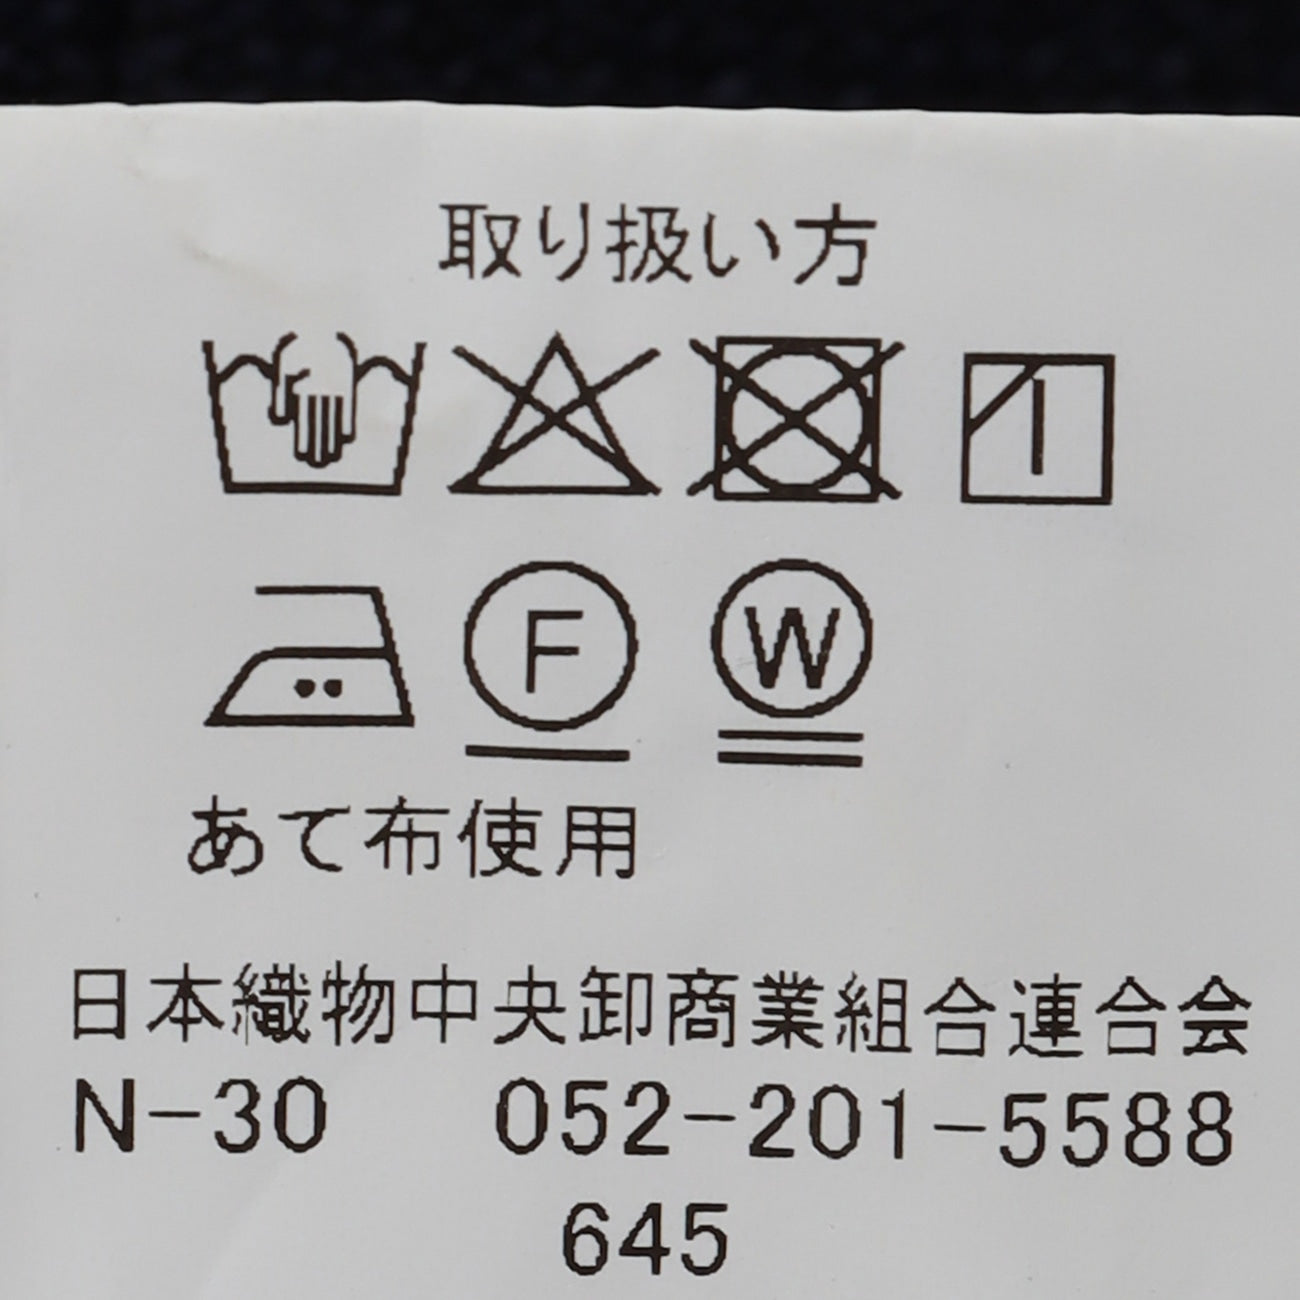 取り扱い方
F W
あて布使用
日本織物中央卸商業組合連合会
N-30 052-201-5588
645